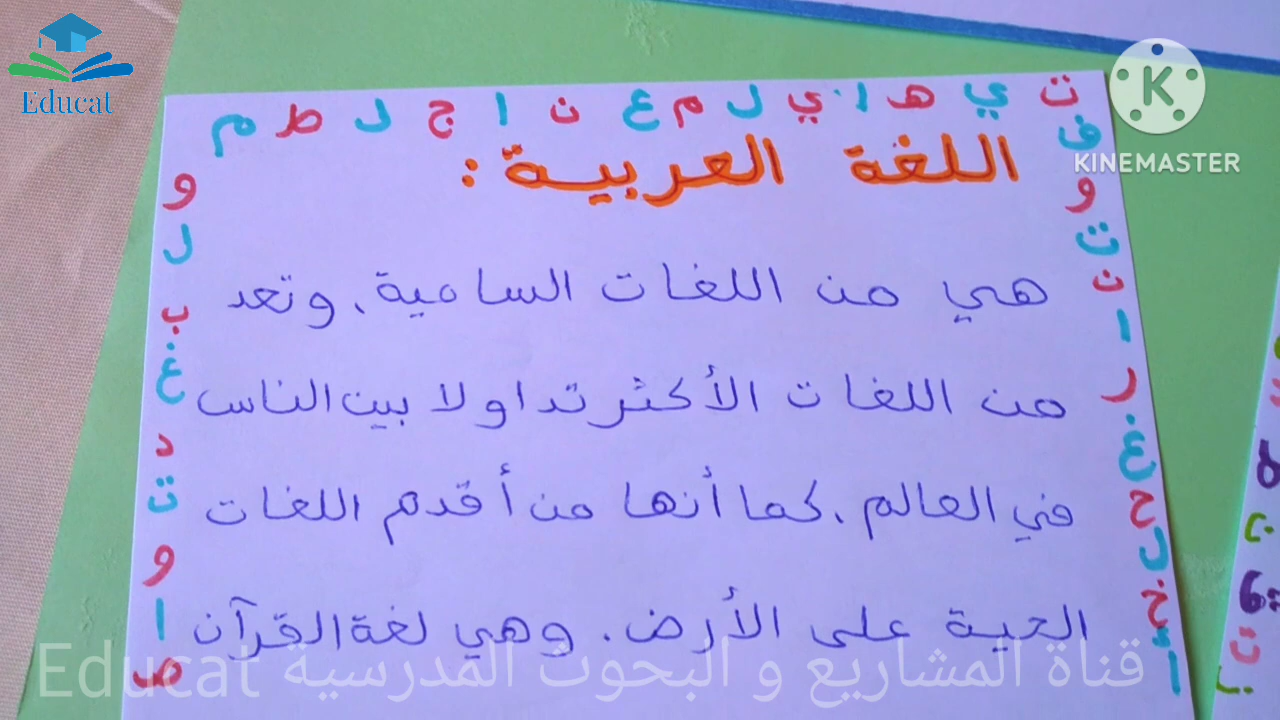 Educat
KINEMASTER
م ط ل ج ا ن ع م ل ي ا ه ي ت
اللغة العربية :
هي من اللغات السامية، وتعد
من اللغات الأكثر تداولا بين الناس
في العالم، كما أنها من أقدم اللغات
الحية على الأرض. وهي لغة القرآن
و ل ب غ د ت و ا ط
ف و ت ن ا ر غ ح ل خ أ
قناة المشاريع و البحوث المدرسية Educat